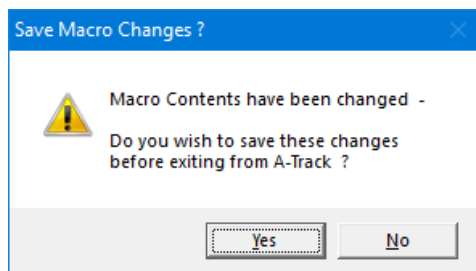 Save Macro Changes ?
Macro Contents have been changed -
Do you wish to save these changes
before exiting from A-Track ?
Yes
No